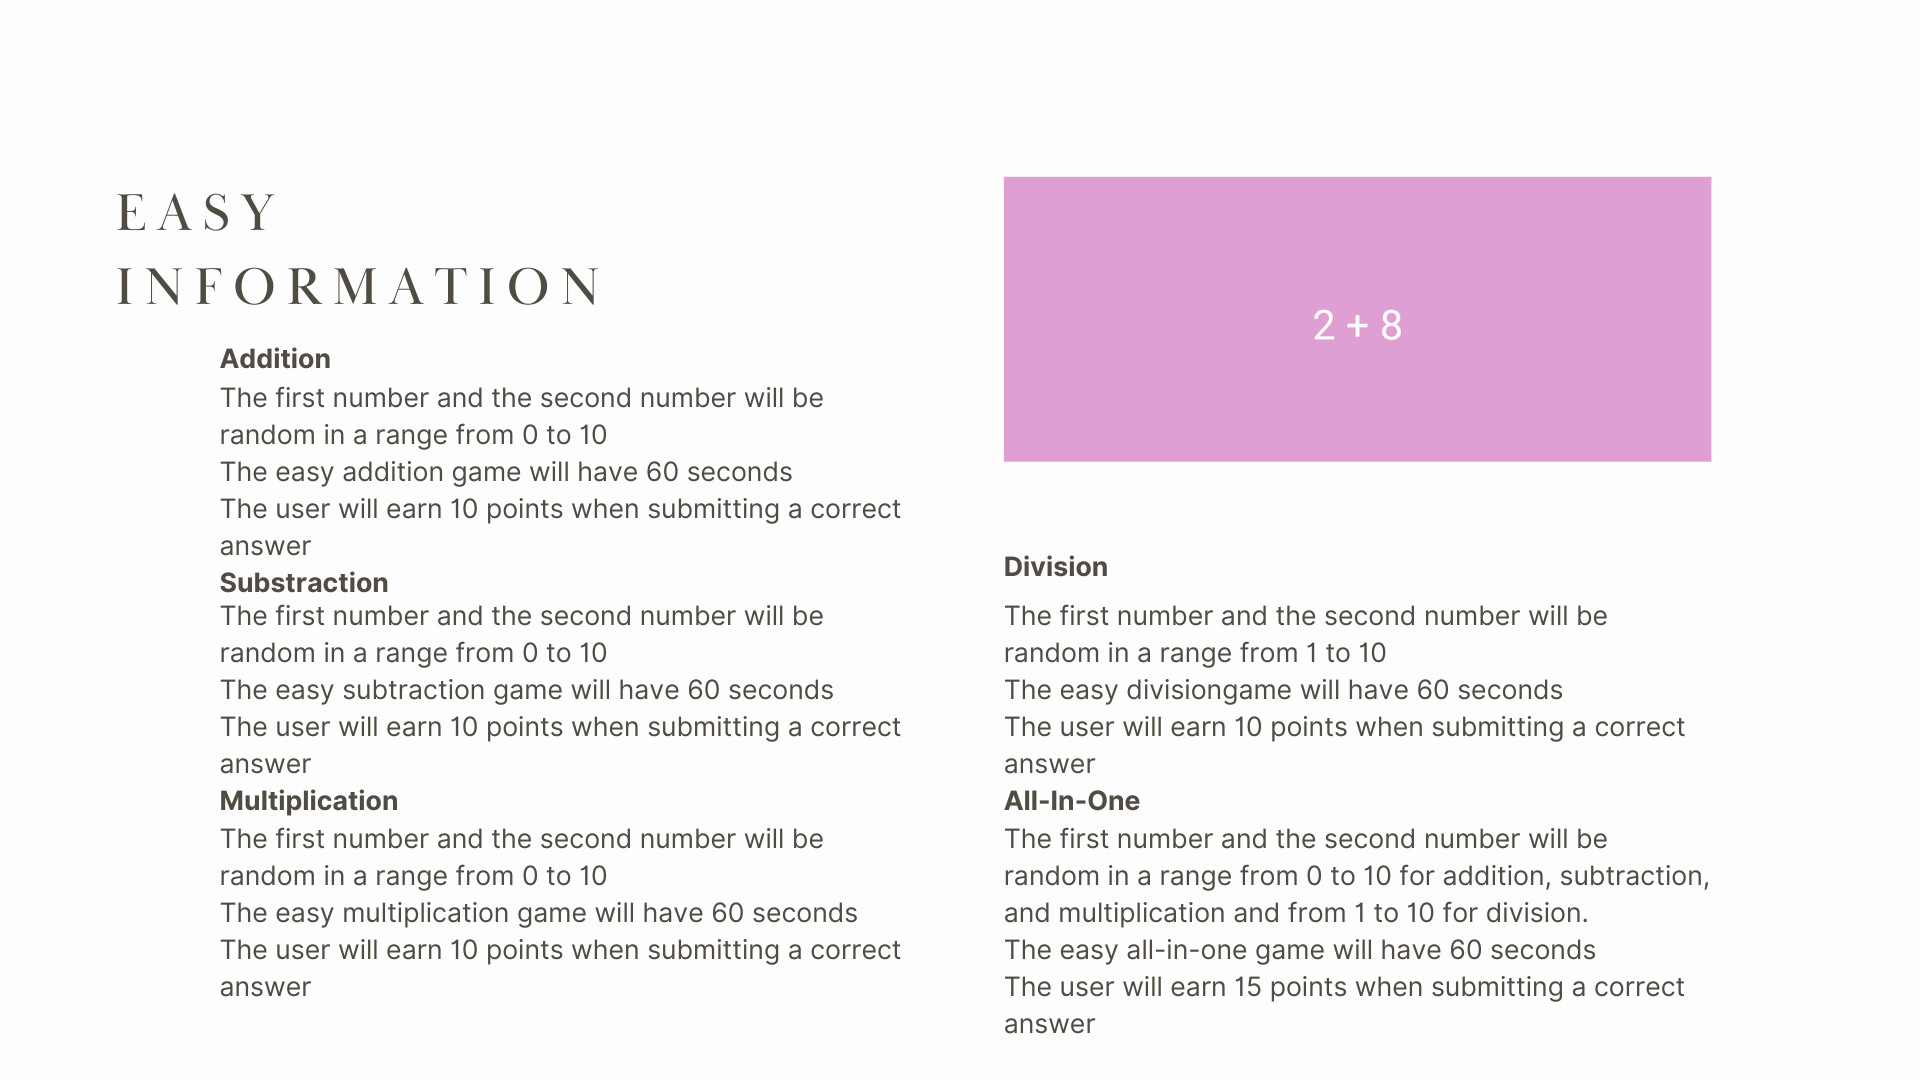 EASY
INFORMATION
Addition
The first number and the second number will be
random in a range from 0 to 10
The easy addition game will have 60 seconds
The user will earn 10 points when submitting a correct
answer
Substraction
The first number and the second number will be
random in a range from 0 to 10
The easy subtraction game will have 60 seconds
The user will earn 10 points when submitting a correct
answer
Multiplication
The first number and the second number will be
random in a range from 0 to 10
The easy multiplication game will have 60 seconds
The user will earn 10 points when submitting a correct
answer
2 + 8
Division
The first number and the second number will be
random in a range from 1 to 10
The easy divisiongame will have 60 seconds
The user will earn 10 points when submitting a correct
answer
All-In-One
The first number and the second number will be
random in a range from 0 to 10 for addition, subtraction,
and multiplication and from 1 to 10 for division.
The easy all-in-one game will have 60 seconds
The user will earn 15 points when submitting a correct
answer